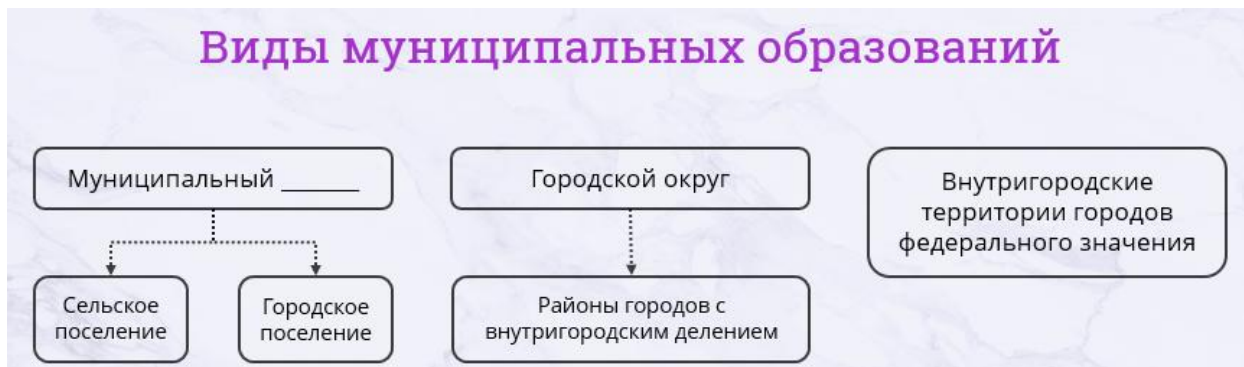 Виды муниципальных образований
Муниципальный ______
Городской округ
Внутригородские
территории городов
федерального значения
Сельское
поселение
Городское
поселение
Районы городов с
внутригородским делением